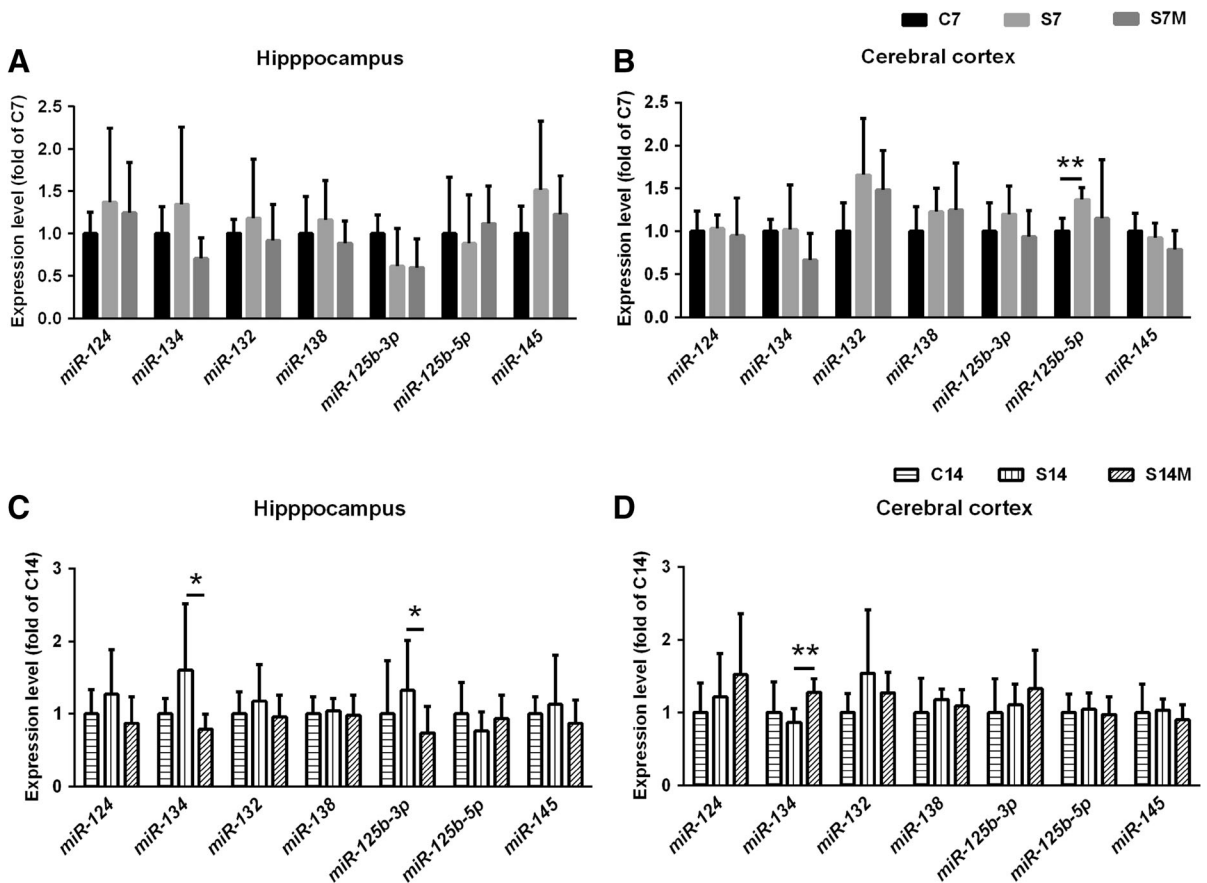 C7 S7 S7M
A
Hipppocampus
Expression level (fold of C7)
2.5
2.0
1.5
1.0
0.5
0.0
miR-124
miR-134
miR-132
miR-138
miR-125b-3p
miR-125b-5p
miR-145
B
Cerebral cortex
Expression level (fold of C7)
2.5
2.0
1.5
1.0
0.5
0.0
**
miR-124
miR-134
miR-132
miR-138
miR-125b-3p
miR-125b-5p
miR-145
C14 S14 S14M
C
Hipppocampus
Expression level (fold of C14)
3
2
1
0
*
*
miR-124
miR-134
miR-132
miR-138
miR-125b-3p
miR-125b-5p
miR-145
D
Cerebral cortex
Expression level (fold of C14)
3
2
1
0
**
miR-124
miR-134
miR-132
miR-138
miR-125b-3p
miR-125b-5p
miR-145